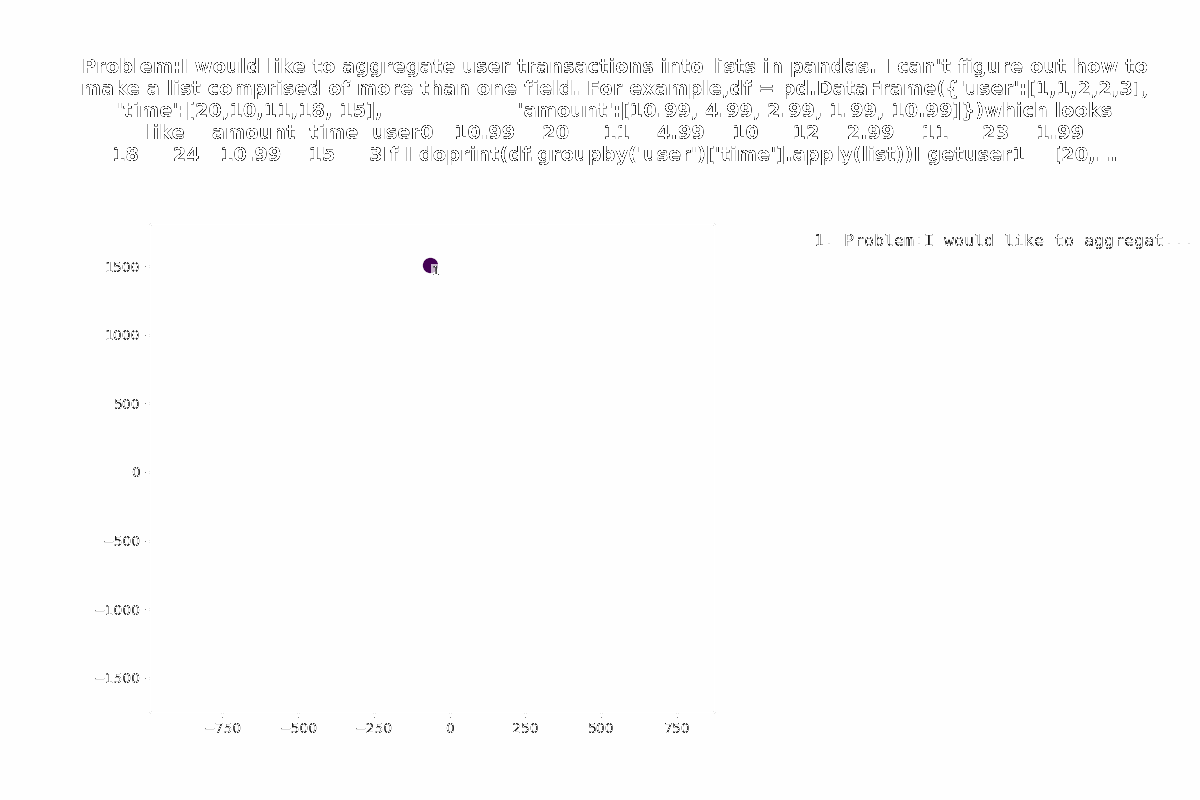 Problem:I would like to aggregate user transactions into lists in pandas. I can't figure out how to
make a list comprised of more than one field. For example,df = pd.DataFrame({'user':[1,1,2,2,3],
'time':[20,10,11,18, 15], 'amount':[10.99, 4.99, 2.99, 1.99, 10.99]})which looks
like amount time user0 10.99 20 11 4.99 10 12 2.99 11 23 1.99
18 24 10.99 15 3If I doprint(df.groupby('user')['time'].apply(list))I getuser1 [20,...
1. Problem:I would like to aggregat...
1
1500
1000
500
0
−500
−1000
−1500
−750 −500 −250 0 250 500 750